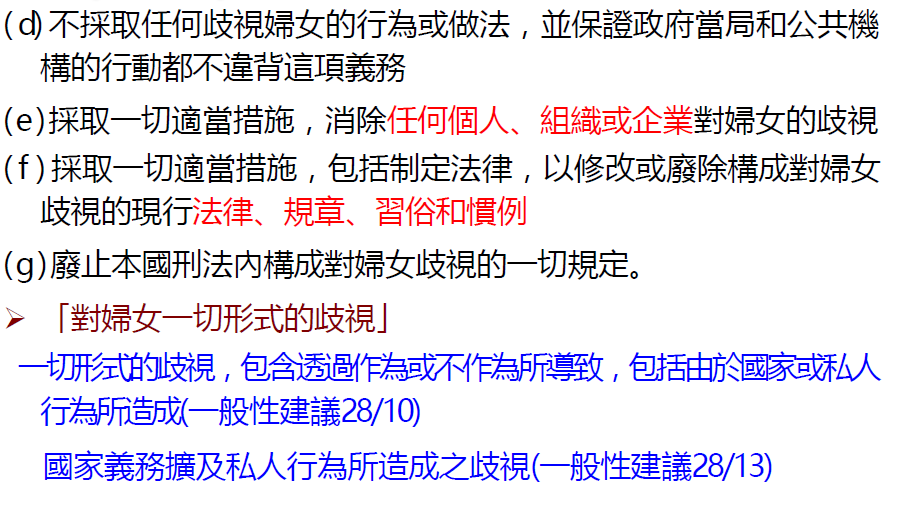 (d)不採取任何歧視婦女的行為或做法，並保證政府當局和公共機
構的行動都不違背這項義務
(e)採取一切適當措施，消除任何個人、組織或企業對婦女的歧視
(f)採取一切適當措施，包括制定法律，以修改或廢除構成對婦女
歧視的現行法律、規章、習俗和慣例
(g)廢止本國刑法內構成對婦女歧視的一切規定。
➢ 「對婦女一切形式的歧視」
一切形式的歧視，包含透過作為或不作為所導致，包括由於國家或私人
行為所造成(一般性建議28/10)
國家義務擴及私人行為所造成之歧視(一般性建議28/13)